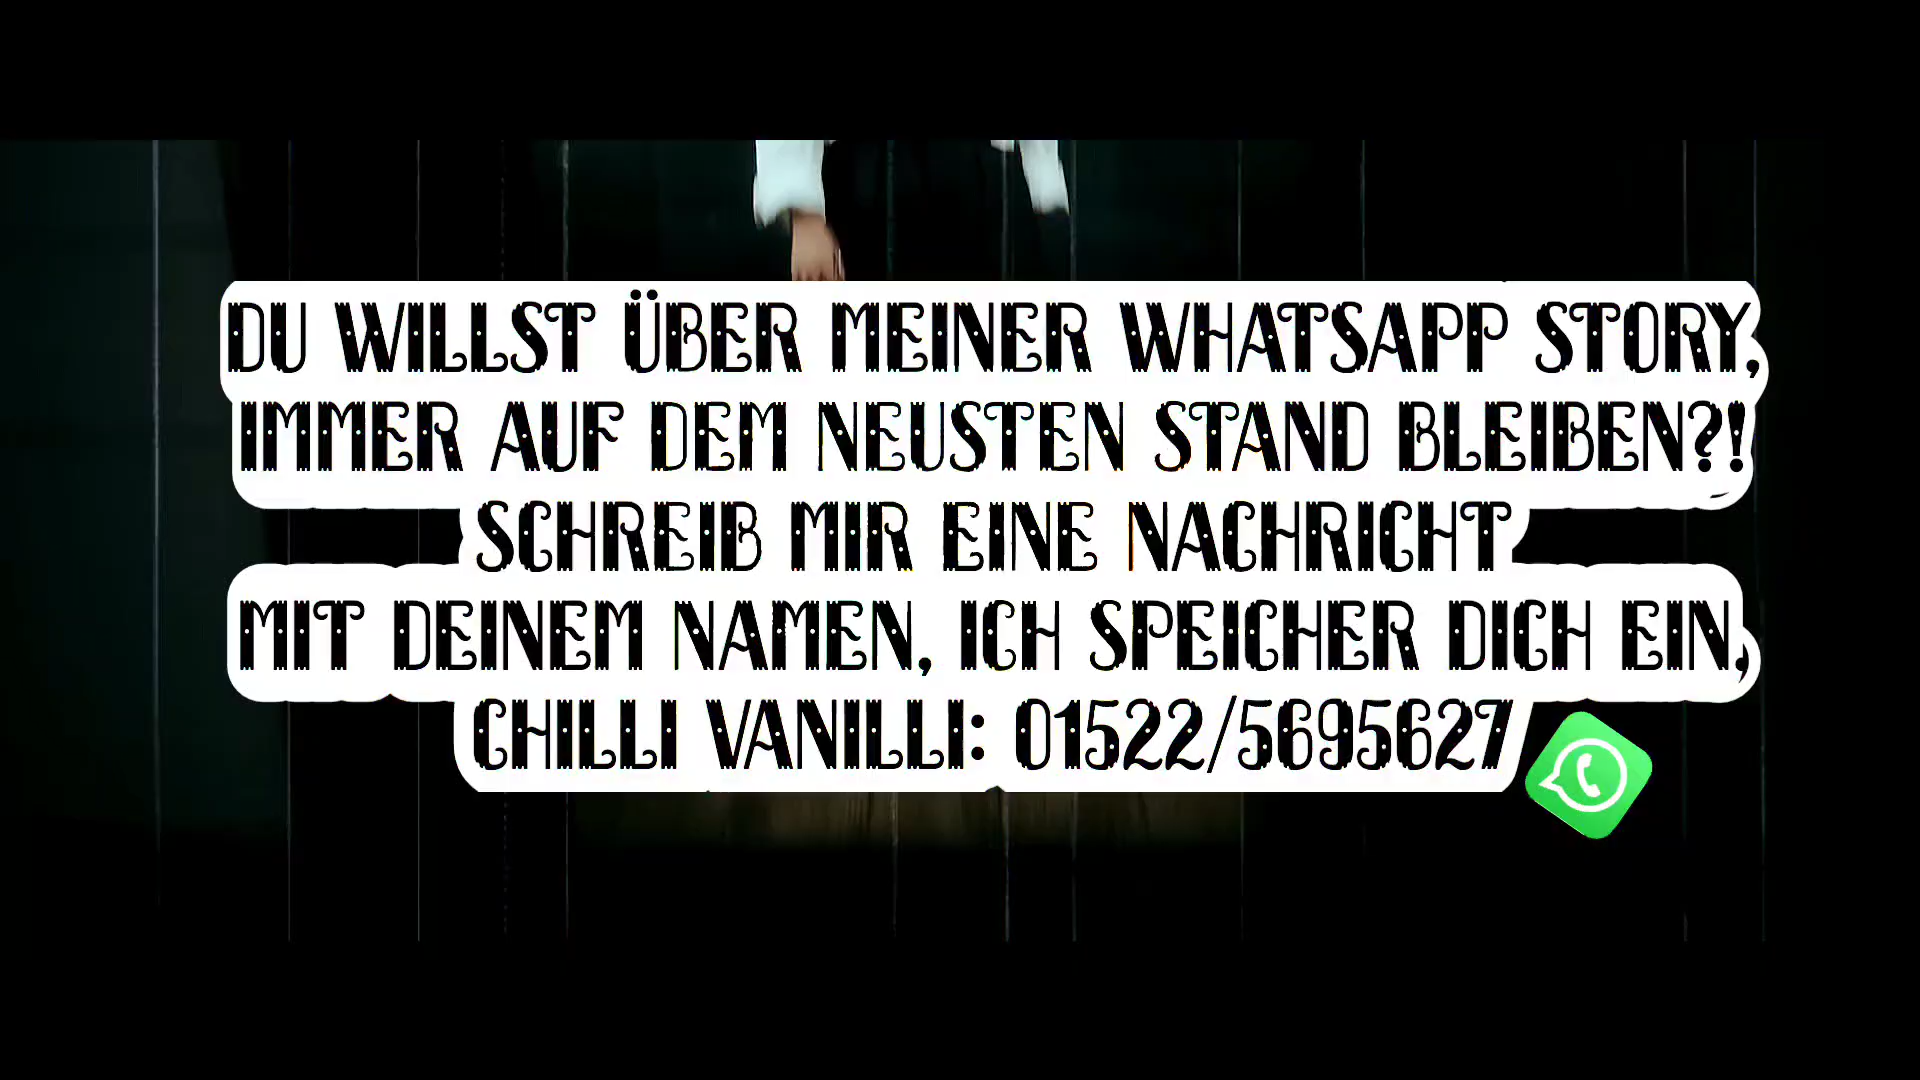 DU WILLST ÜBER MEINER WHATSAPP STORY,
IMMER AUF DEM NEUSTEN STAND BLEIBEN?!
SCHREIB MIR EINE NACHRICHT
MIT DEINEM NAMEN, ICH SPEICHER DICH EIN,
CHILLI VANILLI: 01522/5695627